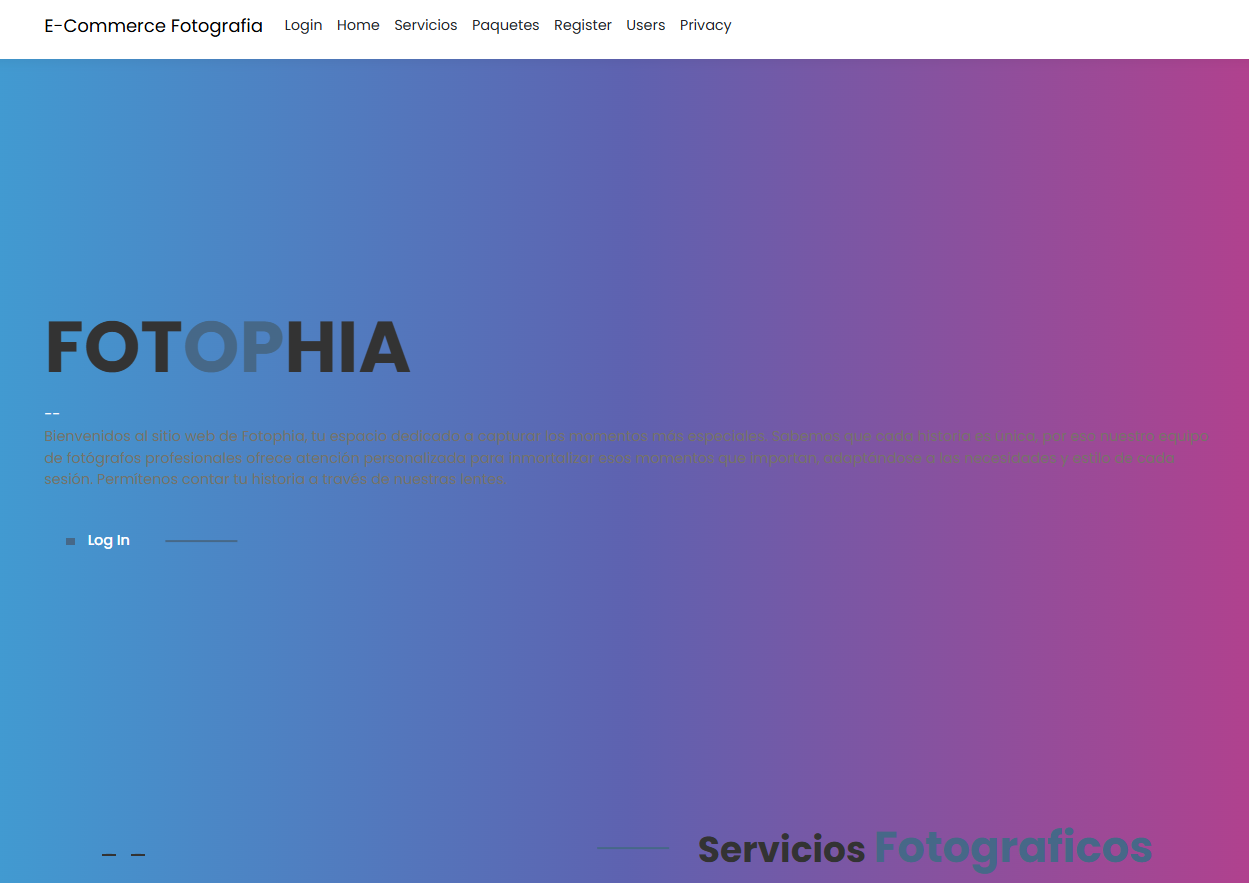 E-Commerce Fotografia Login Home Servicios Paquetes Register Users Privacy
FOTOPHIA
--
Bienvenidos al sitio web de Fotophia, tu espacio dedicado a capturar los momentos más especiales. Sabemos que cada historia es única, por eso nuestro equipo
de fotógrafos profesionales ofrece atención personalizada para inmortalizar esos momentos que importan, adaptándose a las necesidades y estilo de cada
sesión. Permítenos contar tu historia a través de nuestras lentes.
Log In
Servicios Fotograficos